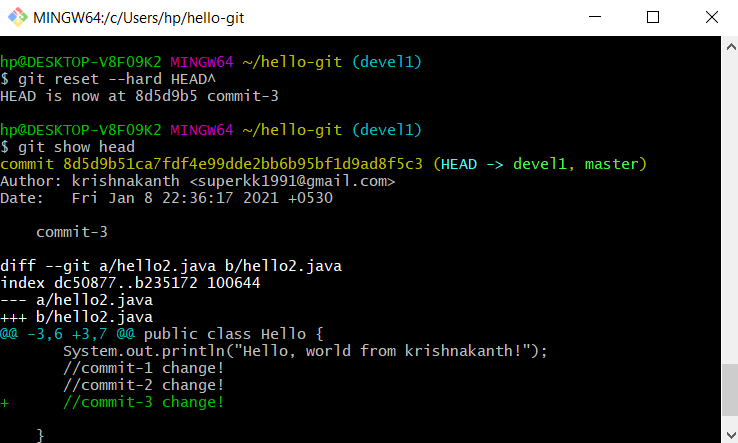 MINGW64:/c/Users/hp/hello-git
hp@DESKTOP-V8FO9K2 MINGW64 ~/hello-git (devel1)
$ git reset --hard HEAD^
HEAD is now at 8d5d9b5 commit-3
hp@DESKTOP-V8FO9K2 MINGW64 ~/hello-git (devel1)
$ git show head
commit 8d5d9b51ca7fdf4e99dde2bb6b95bf1d9ad8f5c3 (HEAD -> devel1, master)
Author: krishnakanth <superkk1991@gmail.com>
Date:   Fri Jan 8 22:36:17 2021 +0530
    commit-3
diff --git a/hello2.java b/hello2.java
index dc50877..b235172 100644
--- a/hello2.java
+++ b/hello2.java
@@ -3,6 +3,7 @@ public class Hello {
       System.out.println("Hello, world from krishnakanth!");
       //commit-1 change!
       //commit-2 change!
+      //commit-3 change!
    }